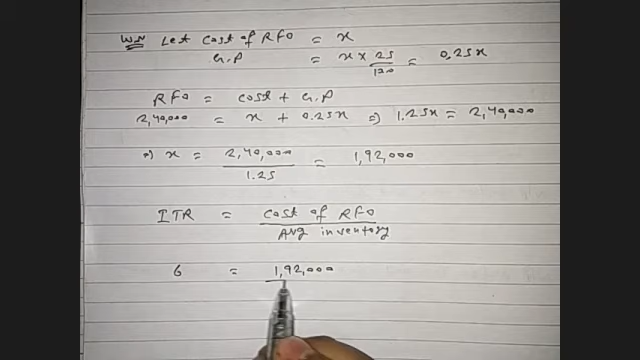 W.N Let Cost of RFO = x
G.P = x × 25/100 = 0.25x
RFO = cost + G.P
2,40,000 = x + 0.25x ⇒ 1.25x = 2,40,000
⇒ x = 2,40,000/1.25 = 1,92,000
ITR = cost of RFO/Avg inventory
6 = 1,92,000